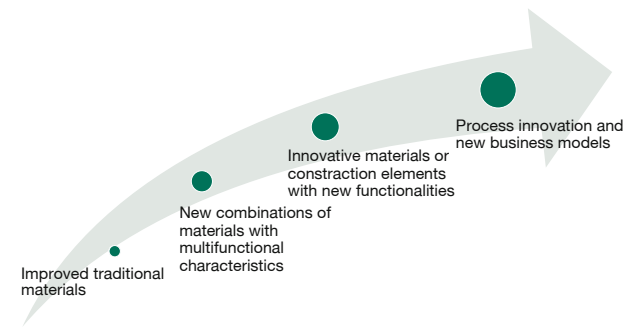 Improved traditional
materials
New combinations of
materials with
multifunctional
characteristics
Innovative materials or
constraction elements
with new functionalities
Process innovation and
new business models